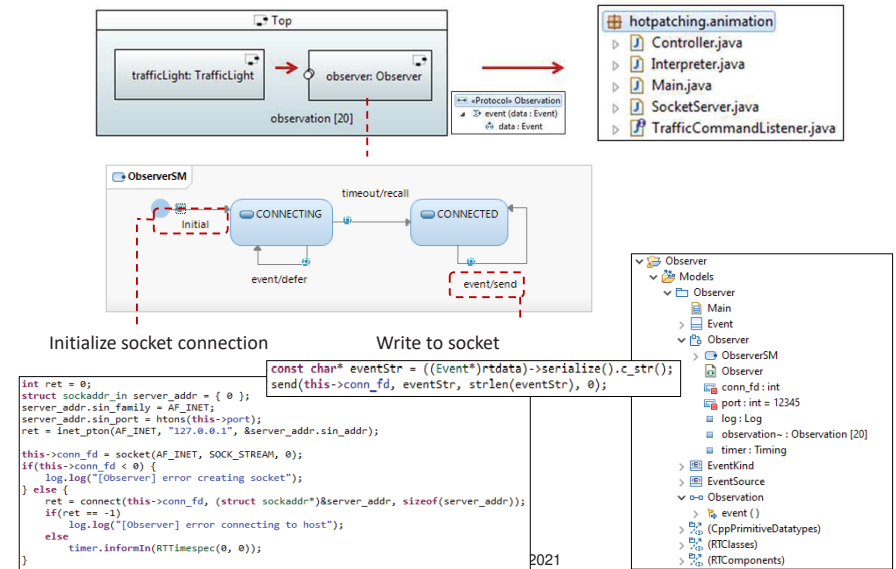 Top
trafficLight: TrafficLight
observer: Observer
observation [20]
«Protocol» Observation
event (data : Event)
data : Event
hotpatching.animation
Controller.java
Interpreter.java
Main.java
SocketServer.java
TrafficCommandListener.java
ObserverSM
Initial
CONNECTING
timeout/recall
CONNECTED
event/defer
event/send
Initialize socket connection
Write to socket
const char* eventStr = ((Event*)rtdata)->serialize().c_str();
send(this->conn_fd, eventStr, strlen(eventStr), 0);
int ret = 0;
struct sockaddr_in server_addr = { 0 };
server_addr.sin_family = AF_INET;
server_addr.sin_port = htons(this->port);
ret = inet_pton(AF_INET, "127.0.0.1", &server_addr.sin_addr);
this->conn_fd = socket(AF_INET, SOCK_STREAM, 0);
if(this->conn_fd < 0) {
log.log("[Observer] error creating socket");
} else {
ret = connect(this->conn_fd, (struct sockaddr*)&server_addr, sizeof(server_addr));
if(ret == -1)
log.log("[Observer] error connecting to host");
else
timer.informIn(RTTimespec(0, 0));
}
2021
Observer
Models
Observer
Main
Event
Observer
ObserverSM
Observer
conn_fd : int
port : int = 12345
log : Log
observation~ : Observation [20]
timer : Timing
EventKind
EventSource
Observation
event ( )
(CppPrimitiveDatatypes)
(RTClasses)
(RTComponents)